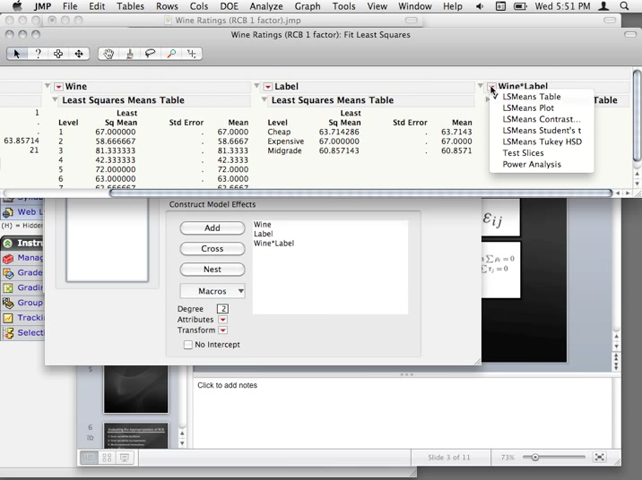 JMP File Edit Tables Rows Cols DOE Analyze Graph Tools View Window Help Wed 5:51 PM
Wine Ratings (RCB 1 factor).jmp
Wine Ratings (RCB 1 factor): Fit Least Squares
Wine
Label
Wine*Label
Least Squares Means Table
Least Squares Means Table
Table
Least
Level Sq Mean Std Error Mean
1 67.000000 . 67.0000
2 58.666667 . 58.6667
3 81.333333 . 81.3333
4 42.333333 . 42.3333
5 72.000000 . 72.0000
6 63.000000 . 63.0000
Least
Level Sq Mean Std Error Mean
Cheap 63.714286 . 63.7143
Expensive 67.000000 . 67.0000
Midgrade 60.857143 . 60.8571
1
.
.
63.85714
21
✓ LSMeans Table
LSMeans Plot
LSMeans Contrast...
LSMeans Student's t
LSMeans Tukey HSD
Test Slices
Power Analysis
Web L
(H) = Hidden
Instru
Manag
Grade
Gradin
Group
Tracki
Select
Construct Model Effects
Add
Cross
Nest
Macros
Wine
Label
Wine*Label
Degree 2
Attributes
Transform
No Intercept
εij
∑ρi = 0
∑τj = 0
6
Click to add notes
Slide 3 of 11
73%